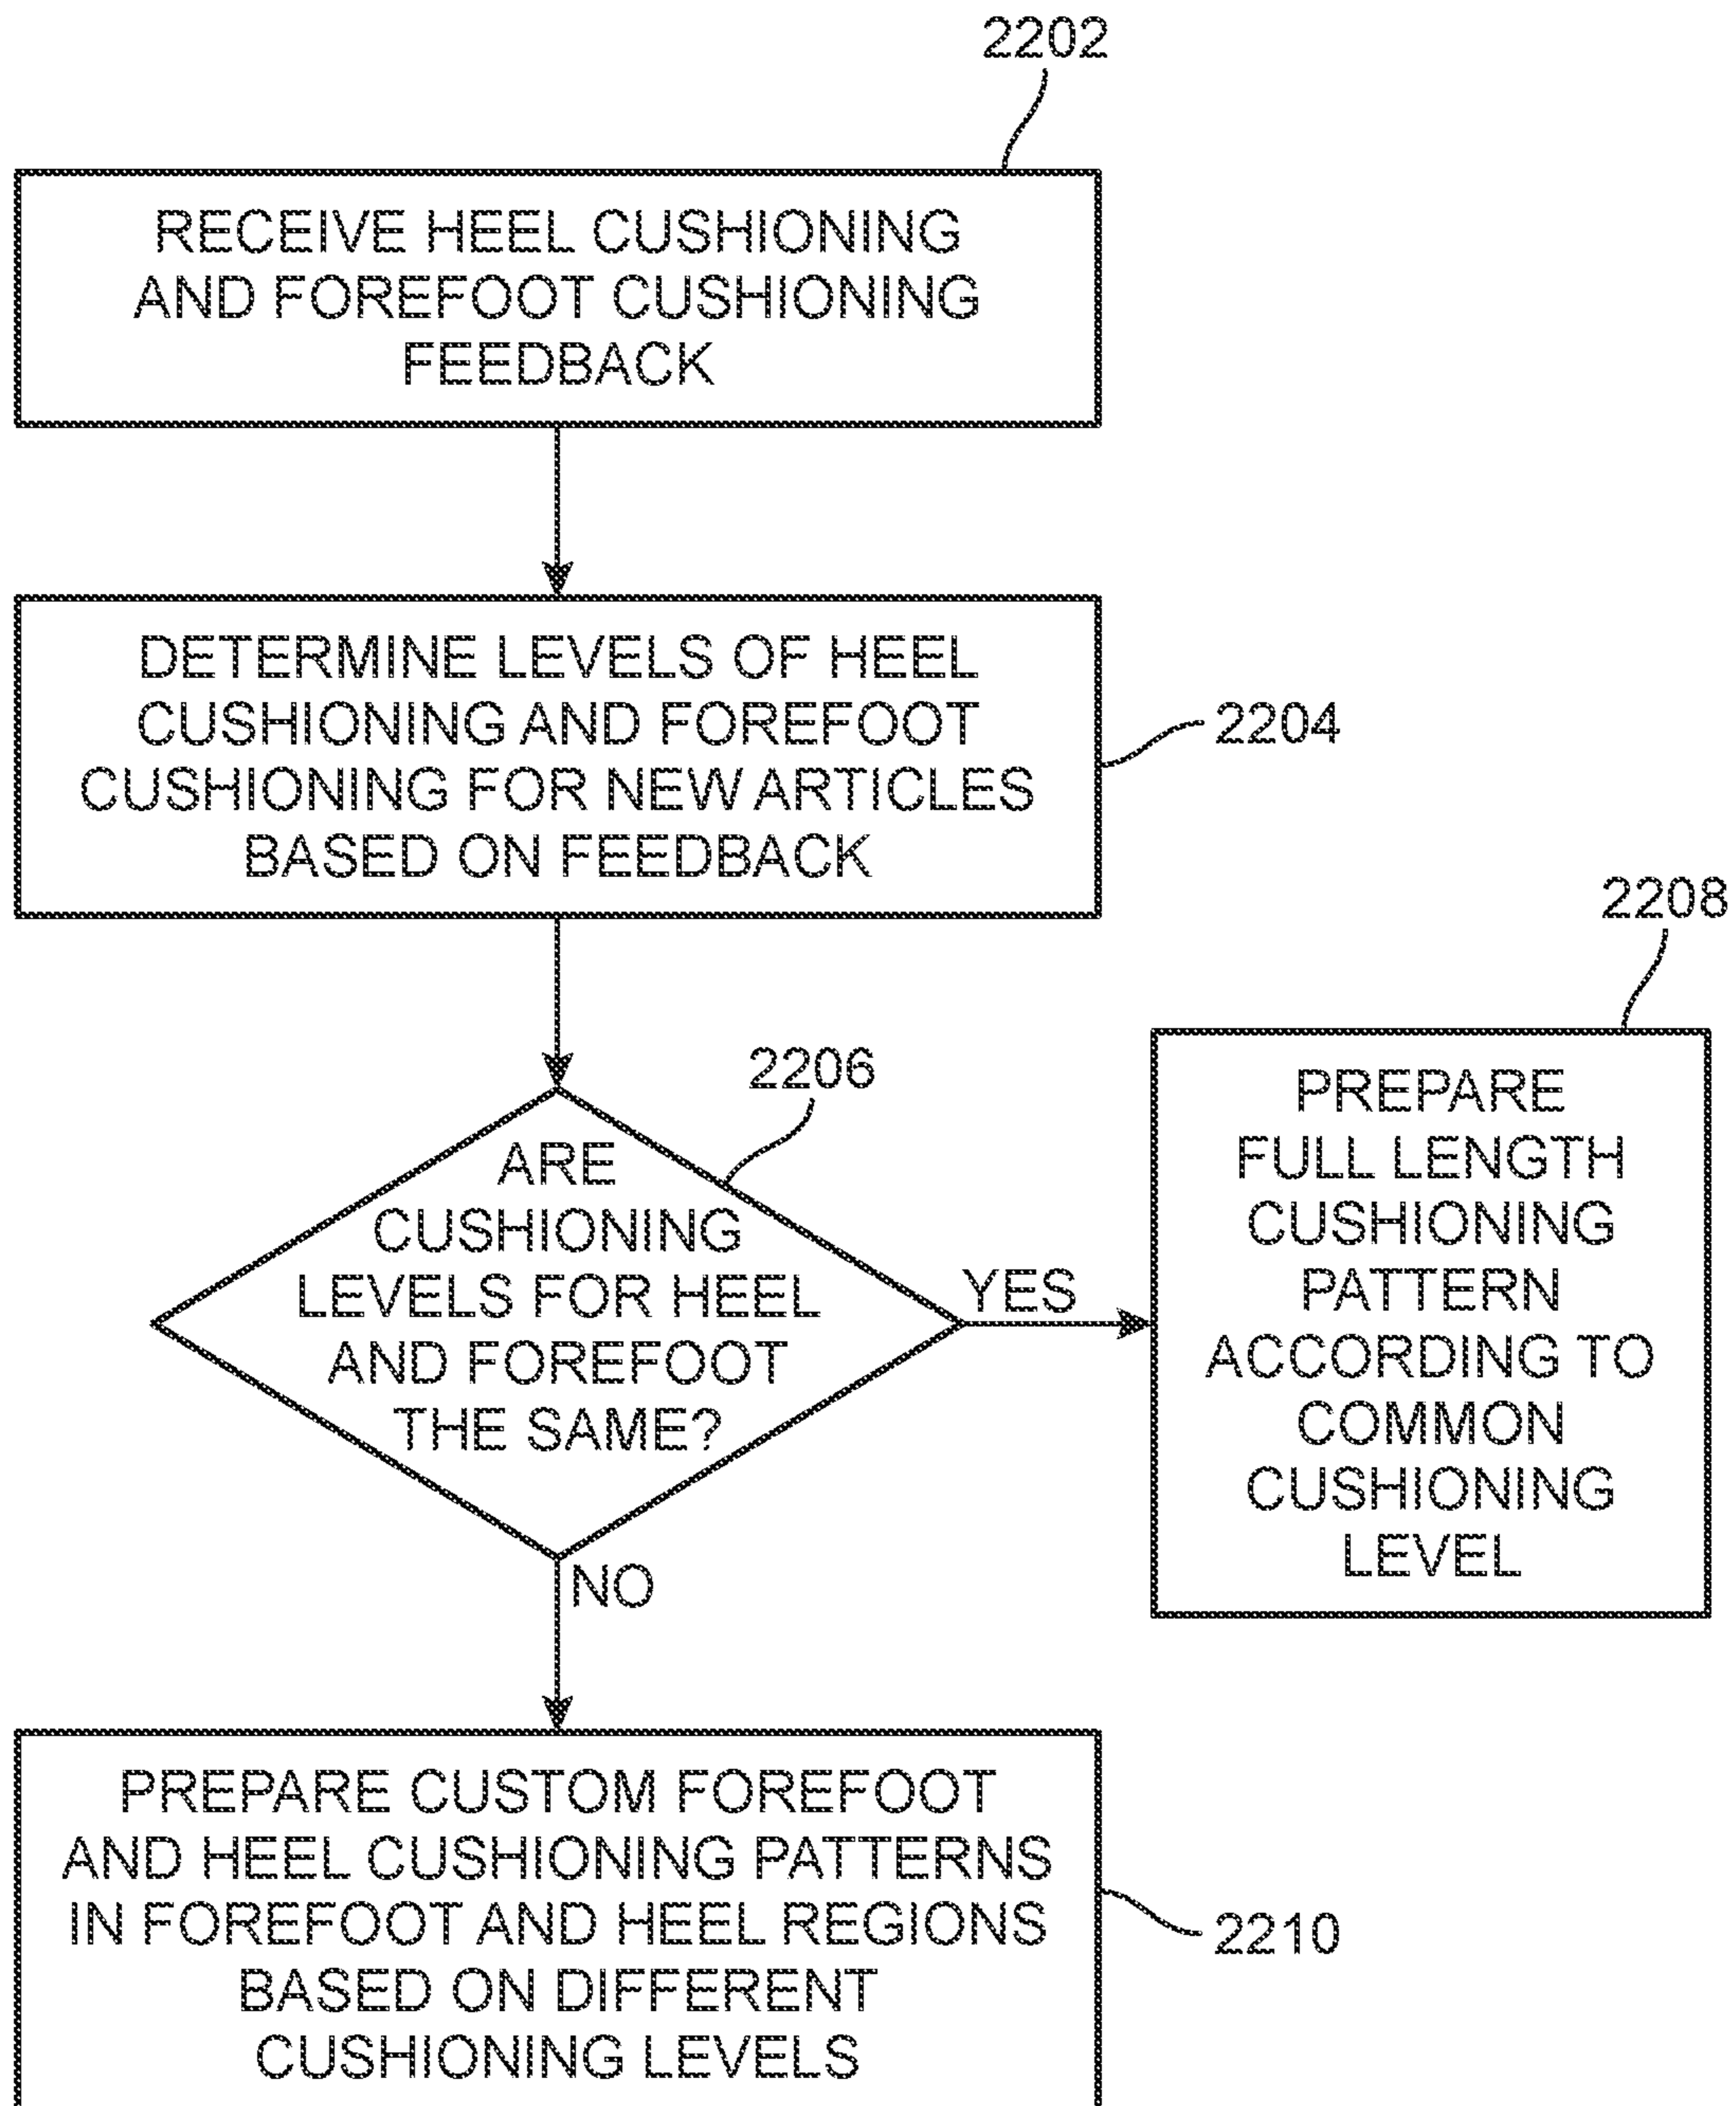 2202
RECEIVE HEEL CUSHIONING
AND FOREFOOT CUSHIONING
FEEDBACK
DETERMINE LEVELS OF HEEL
CUSHIONING AND FOREFOOT
CUSHIONING FOR NEW ARTICLES
BASED ON FEEDBACK
2204
2206
ARE
CUSHIONING
LEVELS FOR HEEL
AND FOREFOOT
THE SAME?
YES
NO
2208
PREPARE
FULL LENGTH
CUSHIONING
PATTERN
ACCORDING TO
COMMON
CUSHIONING
LEVEL
PREPARE CUSTOM FOREFOOT
AND HEEL CUSHIONING PATTERNS
IN FOREFOOT AND HEEL REGIONS
BASED ON DIFFERENT
CUSHIONING LEVELS
2210